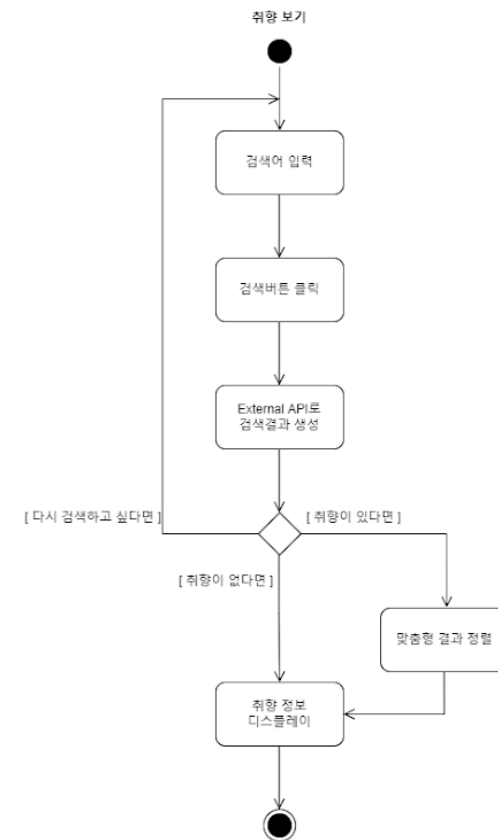 취향 보기
검색어 입력
검색버튼 클릭
External API로
검색결과 생성
[ 다시 검색하고 싶다면 ]
[ 취향이 있다면 ]
[ 취향이 없다면 ]
맞춤형 결과 정렬
취향 정보
디스플레이